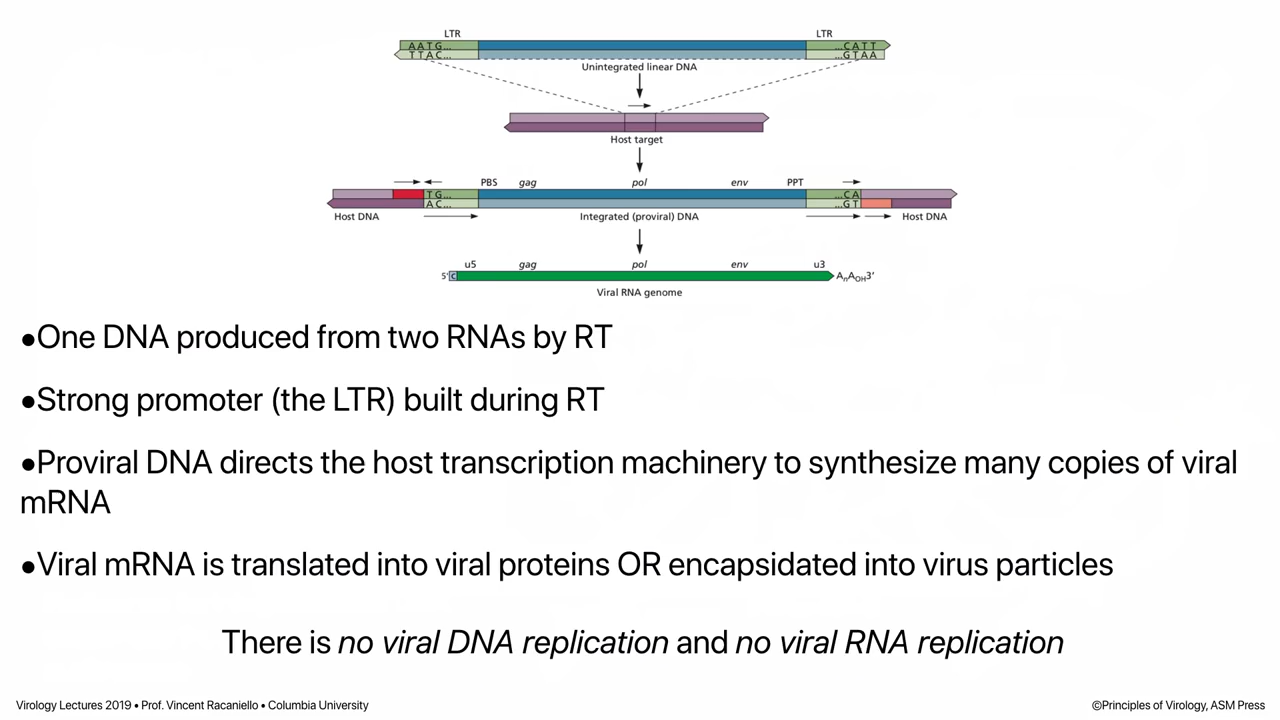 LTR LTR
AATG... ...CATT
TTAC... ...GTAA
Unintegrated linear DNA
Host target
PBS gag pol env PPT
TG... ...CA
AC... ...GT
Host DNA Integrated (proviral) DNA Host DNA
u5 gag pol env u3
5' c AnAOH3'
Viral RNA genome
•One DNA produced from two RNAs by RT
•Strong promoter (the LTR) built during RT
•Proviral DNA directs the host transcription machinery to synthesize many copies of viral
mRNA
•Viral mRNA is translated into viral proteins OR encapsidated into virus particles
There is no viral DNA replication and no viral RNA replication
Virology Lectures 2019 • Prof. Vincent Racaniello • Columbia University ©Principles of Virology, ASM Press